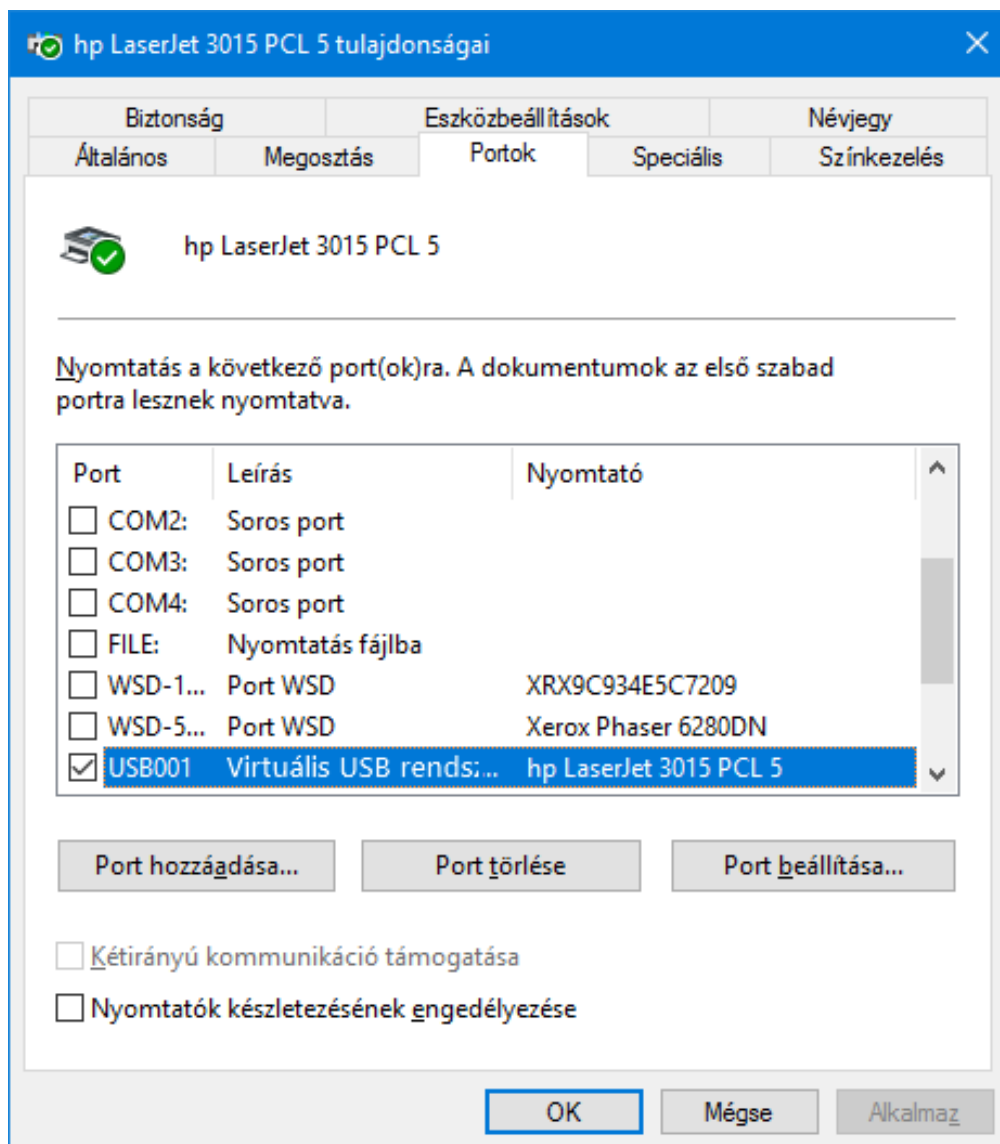 hp LaserJet 3015 PCL 5 tulajdonságai
Biztonság Eszközbeállítások Névjegy
Általános Megosztás Portok Speciális Színkezelés
hp LaserJet 3015 PCL 5
Nyomtatás a következő port(ok)ra. A dokumentumok az első szabad
portra lesznek nyomtatva.
Port Leírás Nyomtató
COM2: Soros port
COM3: Soros port
COM4: Soros port
FILE: Nyomtatás fájlba
WSD-1... Port WSD XRX9C934E5C7209
WSD-5... Port WSD Xerox Phaser 6280DN
USB001 Virtuális USB rendsz... hp LaserJet 3015 PCL 5
Port hozzáadása... Port törlése Port beállítása...
Kétirányú kommunikáció támogatása
Nyomtatók készletezésének engedélyezése
OK Mégse Alkalmaz